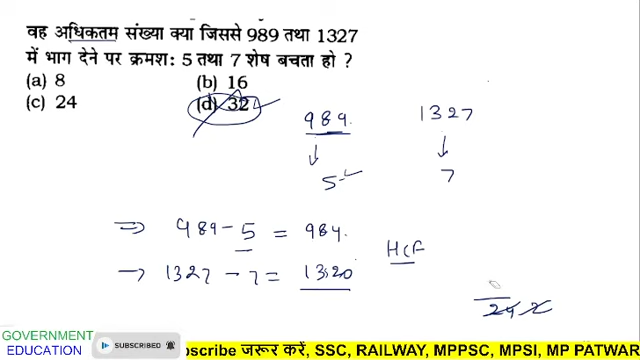 वह अधिकतम संख्या क्या जिससे 989 तथा 1327
में भाग देने पर क्रमशः 5 तथा 7 शेष बचता हो ?
(a) 8 (b) 16
(c) 24 (d) 32
989. 1327
5 7
⇒ 989 - 5 = 984.
→ 1327 - 7 = 1320
HCF
GOVERNMENT
EDUCATION
SUBSCRIBED
bscribe जरूर करें, SSC, RAILWAY, MPPSC, MPSI, MP PATWAR